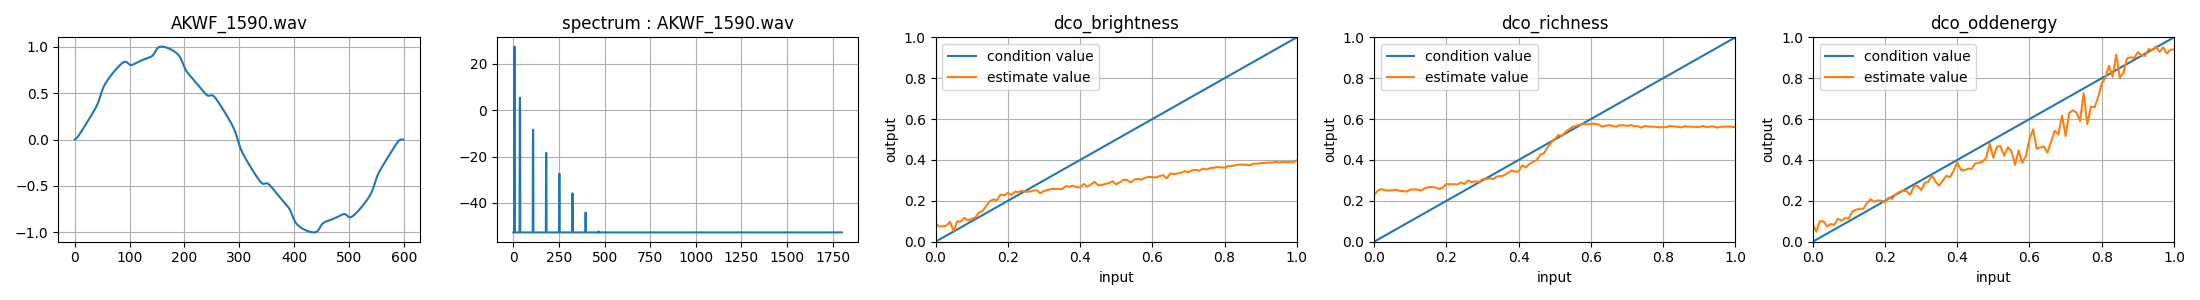 AKWF_1590.wav
1.0
0.5
0.0
−0.5
−1.0
0 100 200 300 400 500 600
spectrum : AKWF_1590.wav
20
0
−20
−40
0 250 500 750 1000 1250 1500 1750
dco_brightness
condition value
estimate value
output
1.0
0.8
0.6
0.4
0.2
0.0
0.0 0.2 0.4 0.6 0.8 1.0
input
dco_richness
condition value
estimate value
output
1.0
0.8
0.6
0.4
0.2
0.0
0.0 0.2 0.4 0.6 0.8 1.0
input
dco_oddenergy
condition value
estimate value
output
1.0
0.8
0.6
0.4
0.2
0.0
0.0 0.2 0.4 0.6 0.8 1.0
input